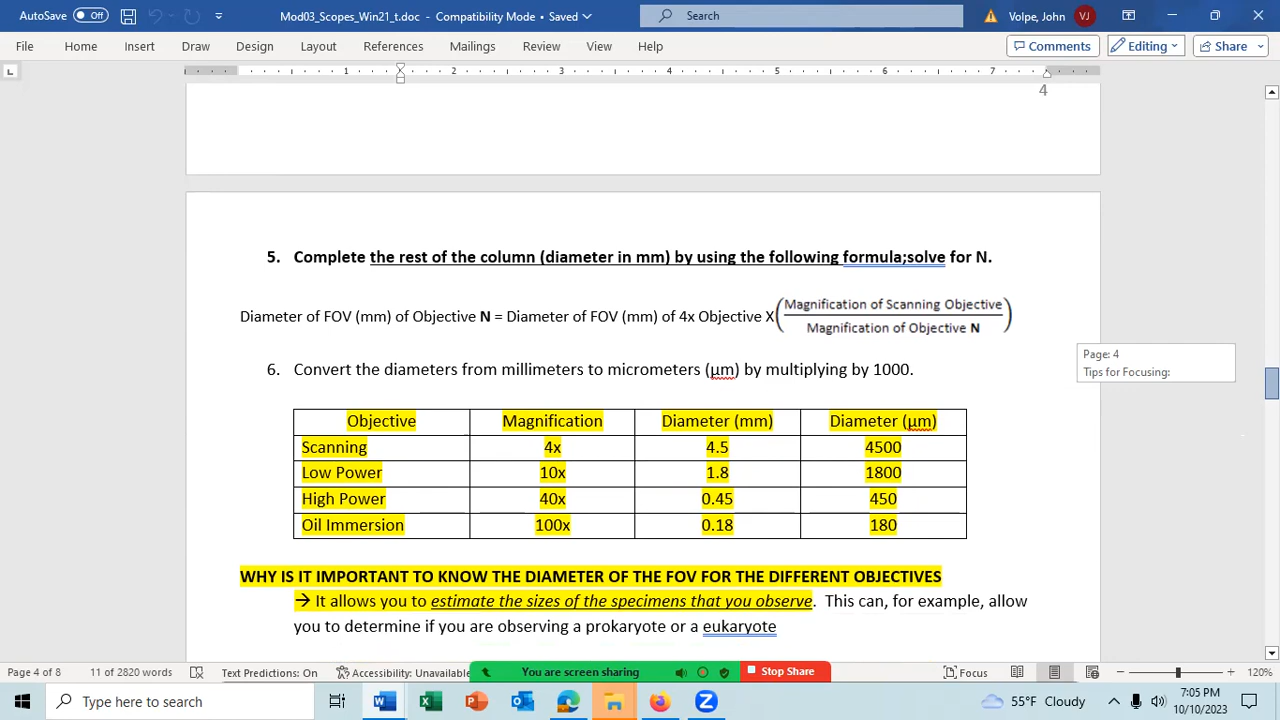 AutoSave Off Mod03_Scopes_Win21_t.doc - Compatibility Mode • Saved Search Volpe, John VJ
File Home Insert Draw Design Layout References Mailings Review View Help Comments Editing Share
1 2 3 4 5 6 7
4
5. Complete the rest of the column (diameter in mm) by using the following formula;solve for N.
Diameter of FOV (mm) of Objective N = Diameter of FOV (mm) of 4x Objective X (Magnification of Scanning Objective
Magnification of Objective N)
Page: 4
Tips for Focusing:
6. Convert the diameters from millimeters to micrometers (µm) by multiplying by 1000.
Objective Magnification Diameter (mm) Diameter (µm)
Scanning 4x 4.5 4500
Low Power 10x 1.8 1800
High Power 40x 0.45 450
Oil Immersion 100x 0.18 180
WHY IS IT IMPORTANT TO KNOW THE DIAMETER OF THE FOV FOR THE DIFFERENT OBJECTIVES
→ It allows you to estimate the sizes of the specimens that you observe. This can, for example, allow
you to determine if you are observing a prokaryote or a eukaryote
Page 4 of 8 11 of 2820 words Text Predictions: On Accessibility: Unavailable You are screen sharing Stop Share Focus 120%
Type here to search 55°F Cloudy 7:05 PM
10/10/2023